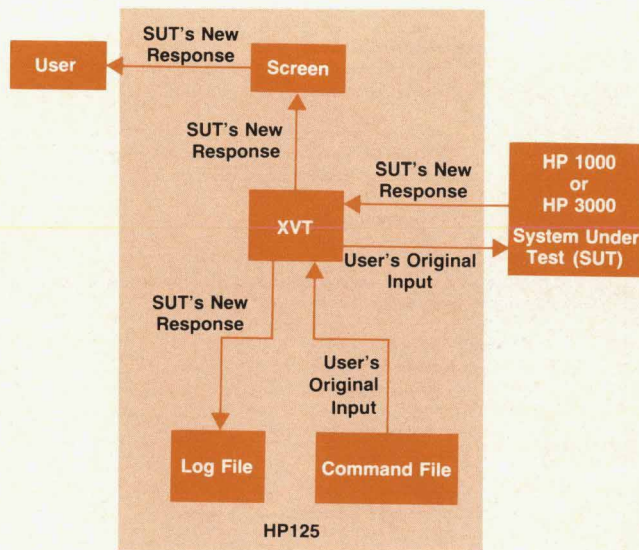 SUT's New
Response
User
Screen
SUT's New
Response
SUT's New
Response
HP 1000
or
HP 3000
System Under
Test (SUT)
XVT
User's Original
Input
SUT's New
Response
User's
Original
Input
Log File
Command File
HP125